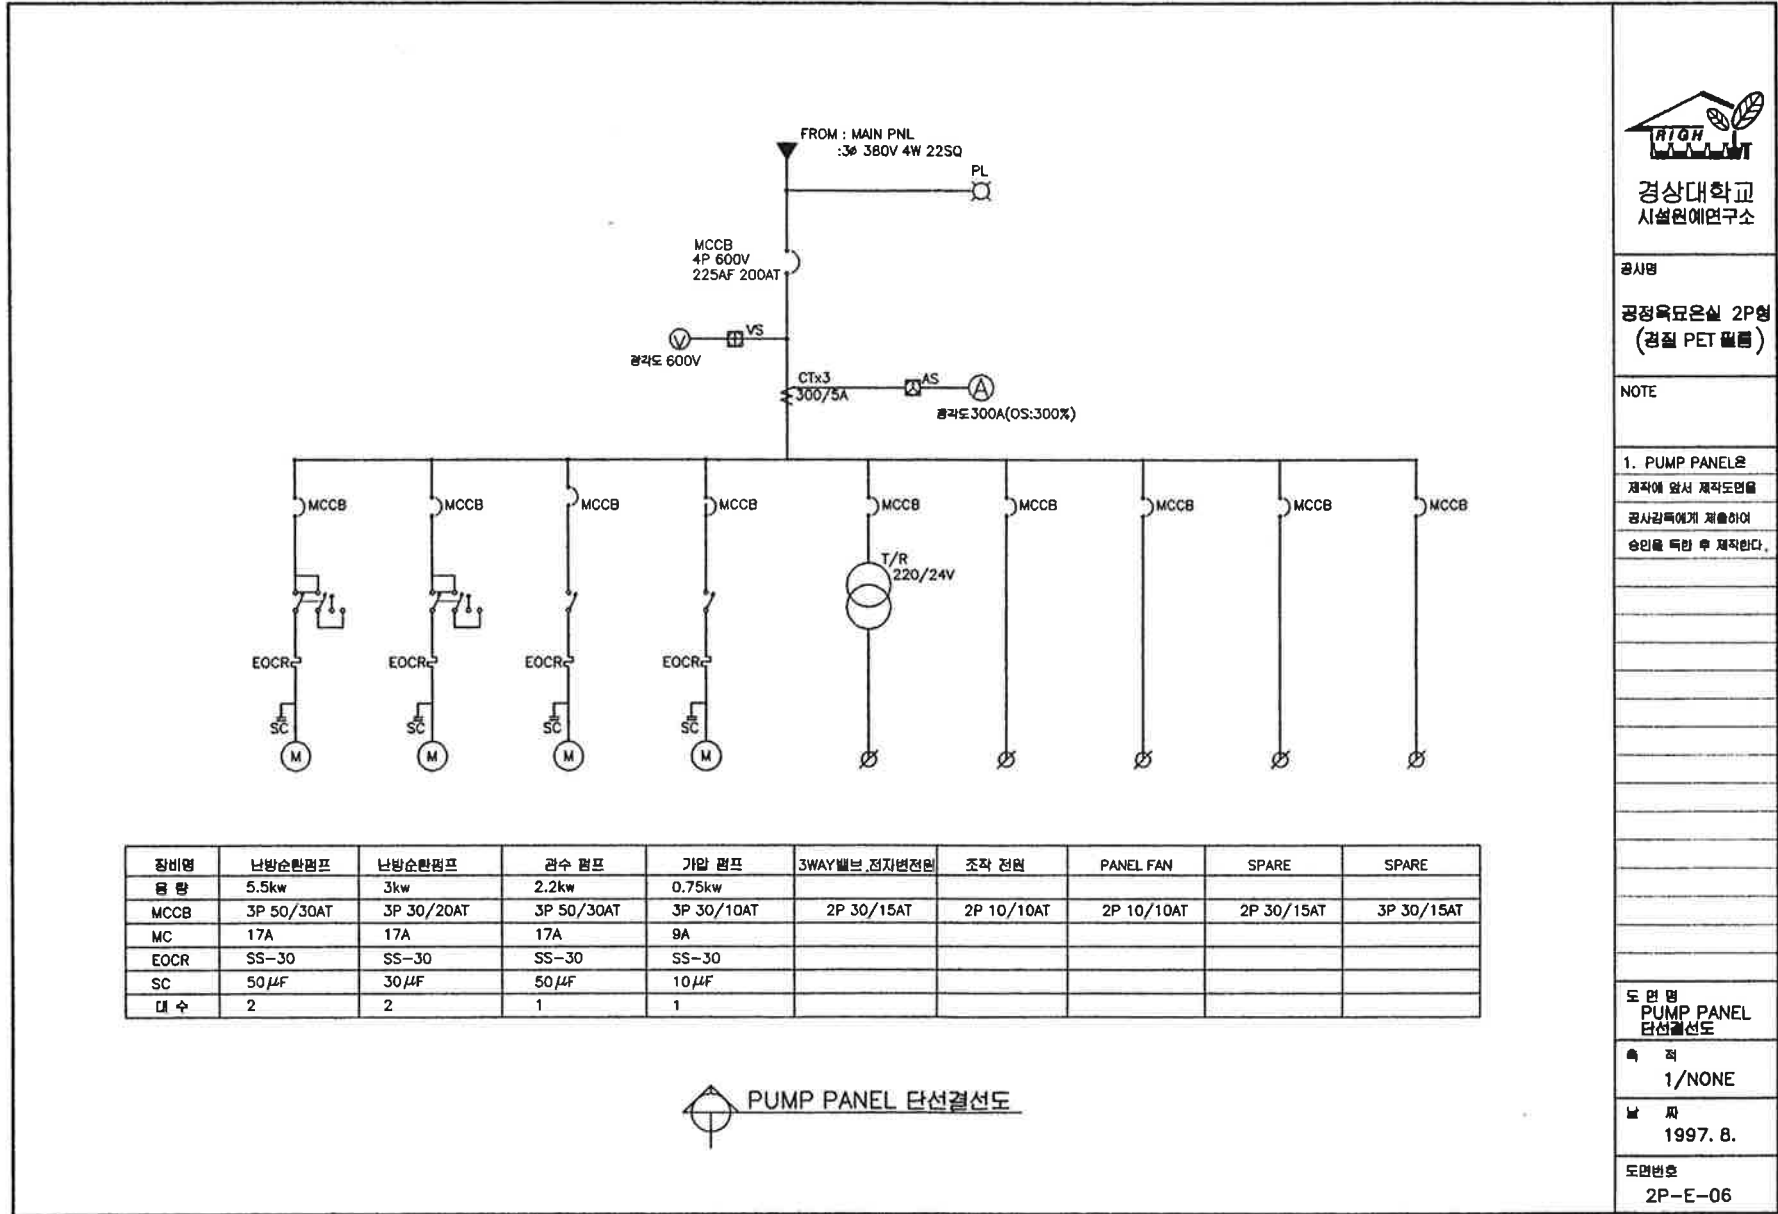 FROM : MAIN PNL
:3ø 380V 4W 22SQ
PL
MCCB
4P 600V
225AF 200AT
V
VS
광각도 600V
CTx3
300/5A
AS
A
광각도300A(OS:300%)
MCCB MCCB MCCB MCCB MCCB MCCB MCCB MCCB MCCB
T/R
220/24V
EOCR EOCR EOCR EOCR
SC SC SC SC
M M M M
장비명 난방순환펌프 난방순환펌프 관수 펌프 가압 펌프 3WAY밸브,전자변전원 조작 전원 PANEL FAN SPARE SPARE
용 량 5.5kw 3kw 2.2kw 0.75kw
MCCB 3P 50/30AT 3P 30/20AT 3P 50/30AT 3P 30/10AT 2P 30/15AT 2P 10/10AT 2P 10/10AT 2P 30/15AT 3P 30/15AT
MC 17A 17A 17A 9A
EOCR SS-30 SS-30 SS-30 SS-30
SC 50μF 30μF 50μF 10μF
대 수 2 2 1 1
PUMP PANEL 단선결선도
RIGH
경상대학교
시설원예연구소
공사명
공정육묘온실 2P형
(경질 PET 필름)
NOTE
1. PUMP PANEL은
제작에 앞서 제작도면을
공사감독에게 제출하여
승인을 득한 후 제작한다.
도 면 명
PUMP PANEL
단선결선도
축 적
1/NONE
날 짜
1997. 8.
도면번호
2P-E-06